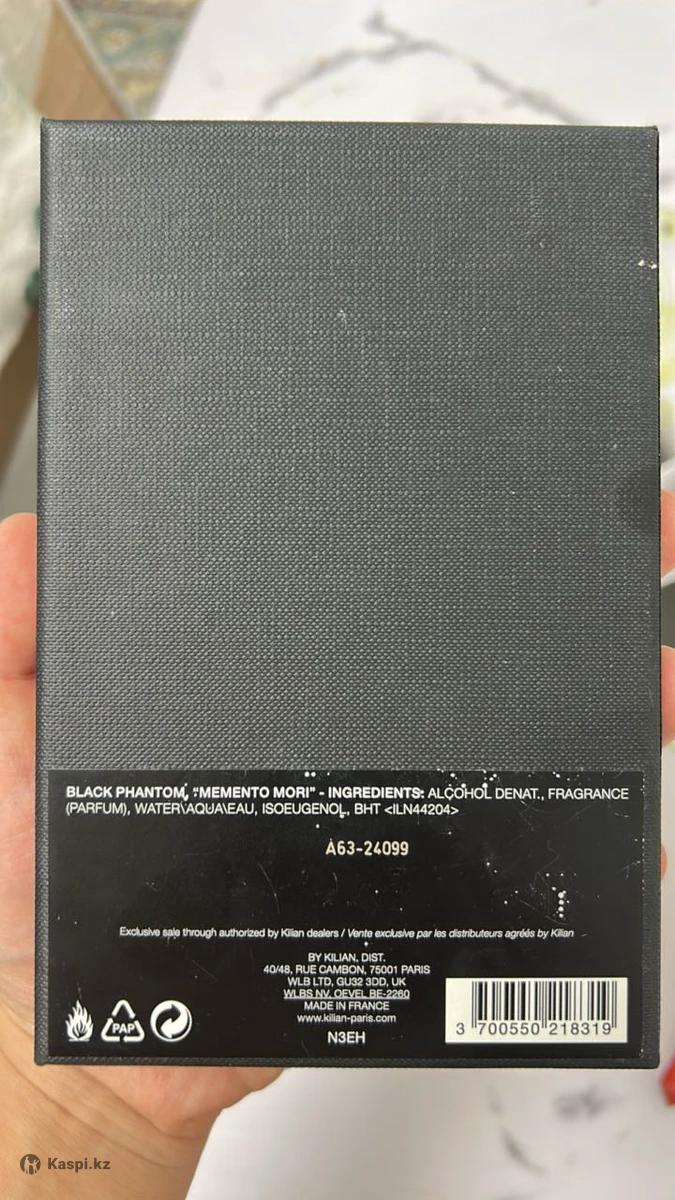 BLACK PHANTOM, "MEMENTO MORI" - INGREDIENTS: ALCOHOL DENAT., FRAGRANCE
(PARFUM), WATER\AQUA\EAU, ISOEUGENOL, BHT <ILN44204>
A63-24099
Exclusive sale through authorized by Kilian dealers / Vente exclusive par les distributeurs agréés by Kilian
BY KILIAN, DIST.
40/48, RUE CAMBON, 75001 PARIS
WLB LTD, GU32 3DD, UK
WLBS NV, OEVEL BE-2260
MADE IN FRANCE
www.kilian-paris.com
N3EH
PAP
3 700550 218319
Kaspi.kz